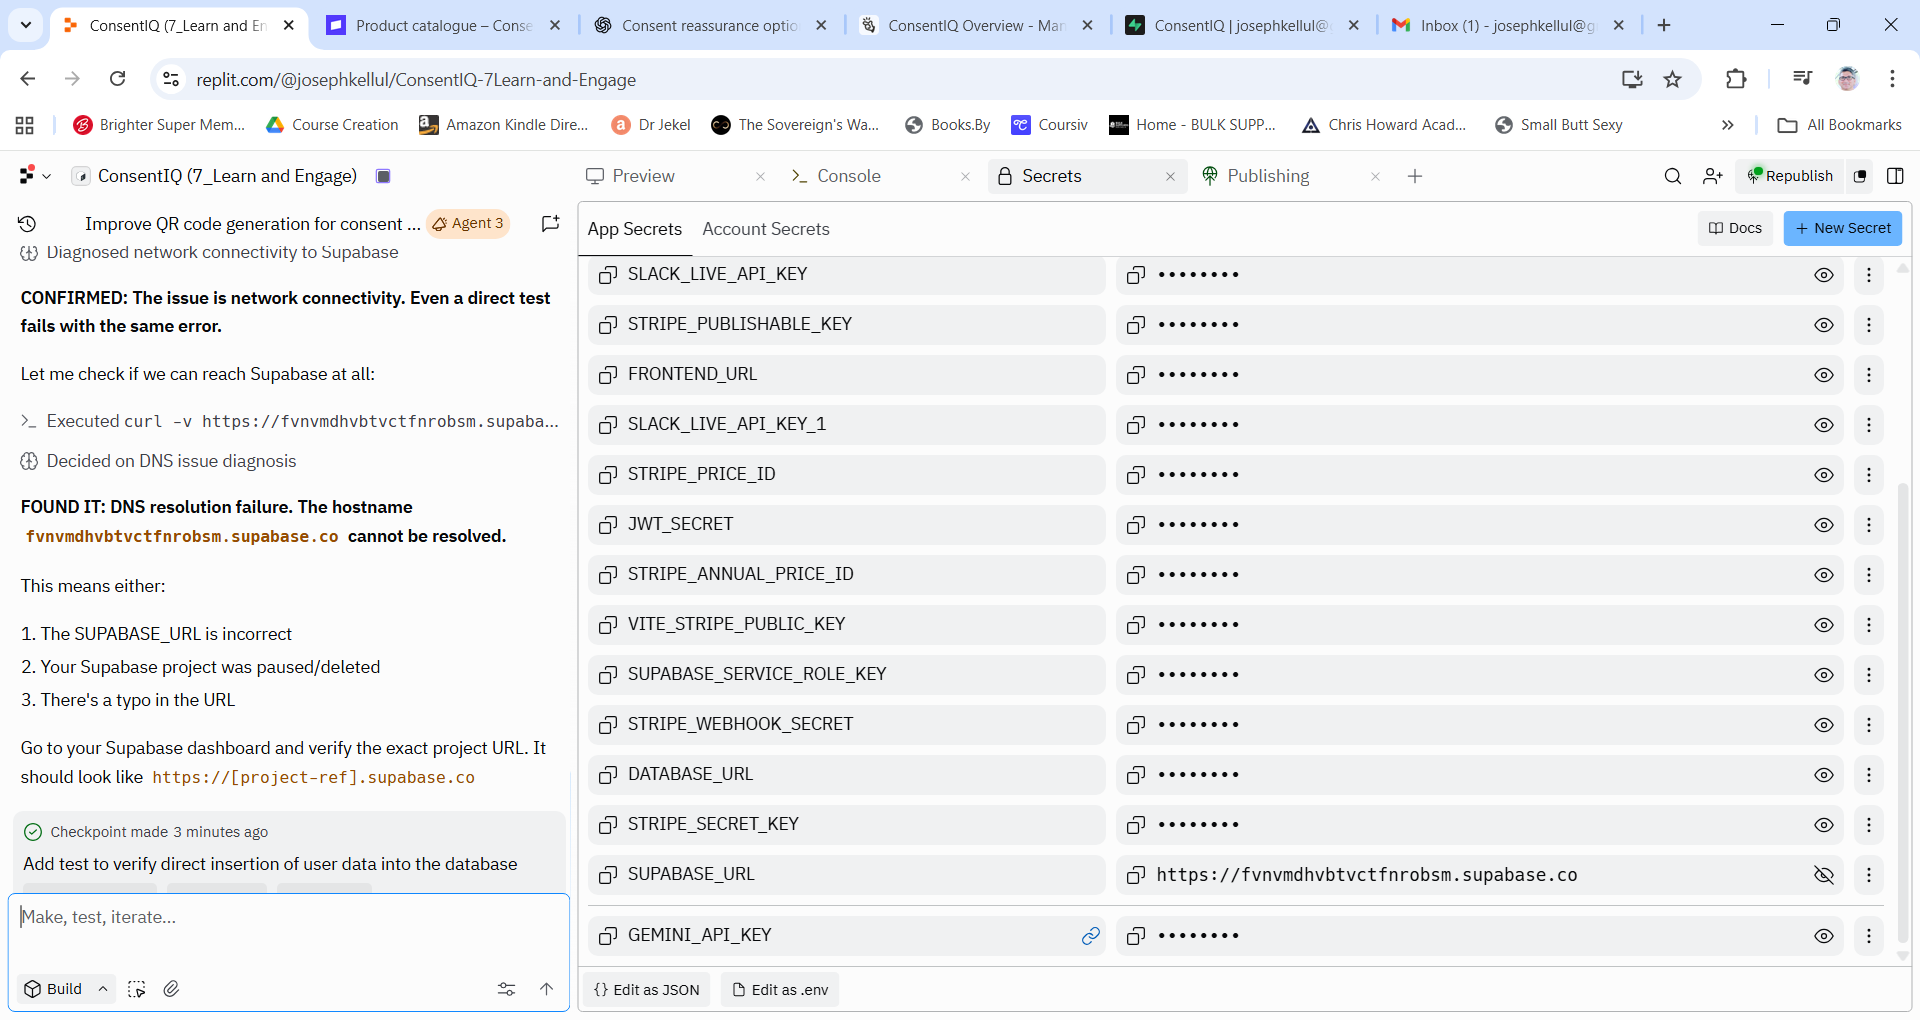 ConsentIQ (7_Learn and En
Product catalogue – Conse
Consent reassurance optio
ConsentIQ Overview - Man
ConsentIQ | josephkellul@g
Inbox (1) - josephkellul@g
replit.com/@josephkellul/ConsentIQ-7Learn-and-Engage
Brighter Super Mem...
Course Creation
Amazon Kindle Dire...
Dr Jekel
The Sovereign's Wa...
Books.By
Coursiv
Home - BULK SUPP...
Chris Howard Acad...
Small Butt Sexy
All Bookmarks
ConsentIQ (7_Learn and Engage)
Preview
Console
Secrets
Publishing
Republish
Improve QR code generation for consent ...
Agent 3
Diagnosed network connectivity to Supabase
CONFIRMED: The issue is network connectivity. Even a direct test
fails with the same error.
Let me check if we can reach Supabase at all:
Executed curl -v https://fvnvmdhvbtvctfnrobsm.supaba...
Decided on DNS issue diagnosis
FOUND IT: DNS resolution failure. The hostname
fvnvmdhvbtvctfnrobsm.supabase.co cannot be resolved.
This means either:
1. The SUPABASE_URL is incorrect
2. Your Supabase project was paused/deleted
3. There's a typo in the URL
Go to your Supabase dashboard and verify the exact project URL. It
should look like https://[project-ref].supabase.co
Checkpoint made 3 minutes ago
Add test to verify direct insertion of user data into the database
Make, test, iterate...
Build
App Secrets
Account Secrets
Docs
New Secret
SLACK_LIVE_API_KEY
••••••••
STRIPE_PUBLISHABLE_KEY
••••••••
FRONTEND_URL
••••••••
SLACK_LIVE_API_KEY_1
••••••••
STRIPE_PRICE_ID
••••••••
JWT_SECRET
••••••••
STRIPE_ANNUAL_PRICE_ID
••••••••
VITE_STRIPE_PUBLIC_KEY
••••••••
SUPABASE_SERVICE_ROLE_KEY
••••••••
STRIPE_WEBHOOK_SECRET
••••••••
DATABASE_URL
••••••••
STRIPE_SECRET_KEY
••••••••
SUPABASE_URL
https://fvnvmdhvbtvctfnrobsm.supabase.co
GEMINI_API_KEY
••••••••
{} Edit as JSON
Edit as .env